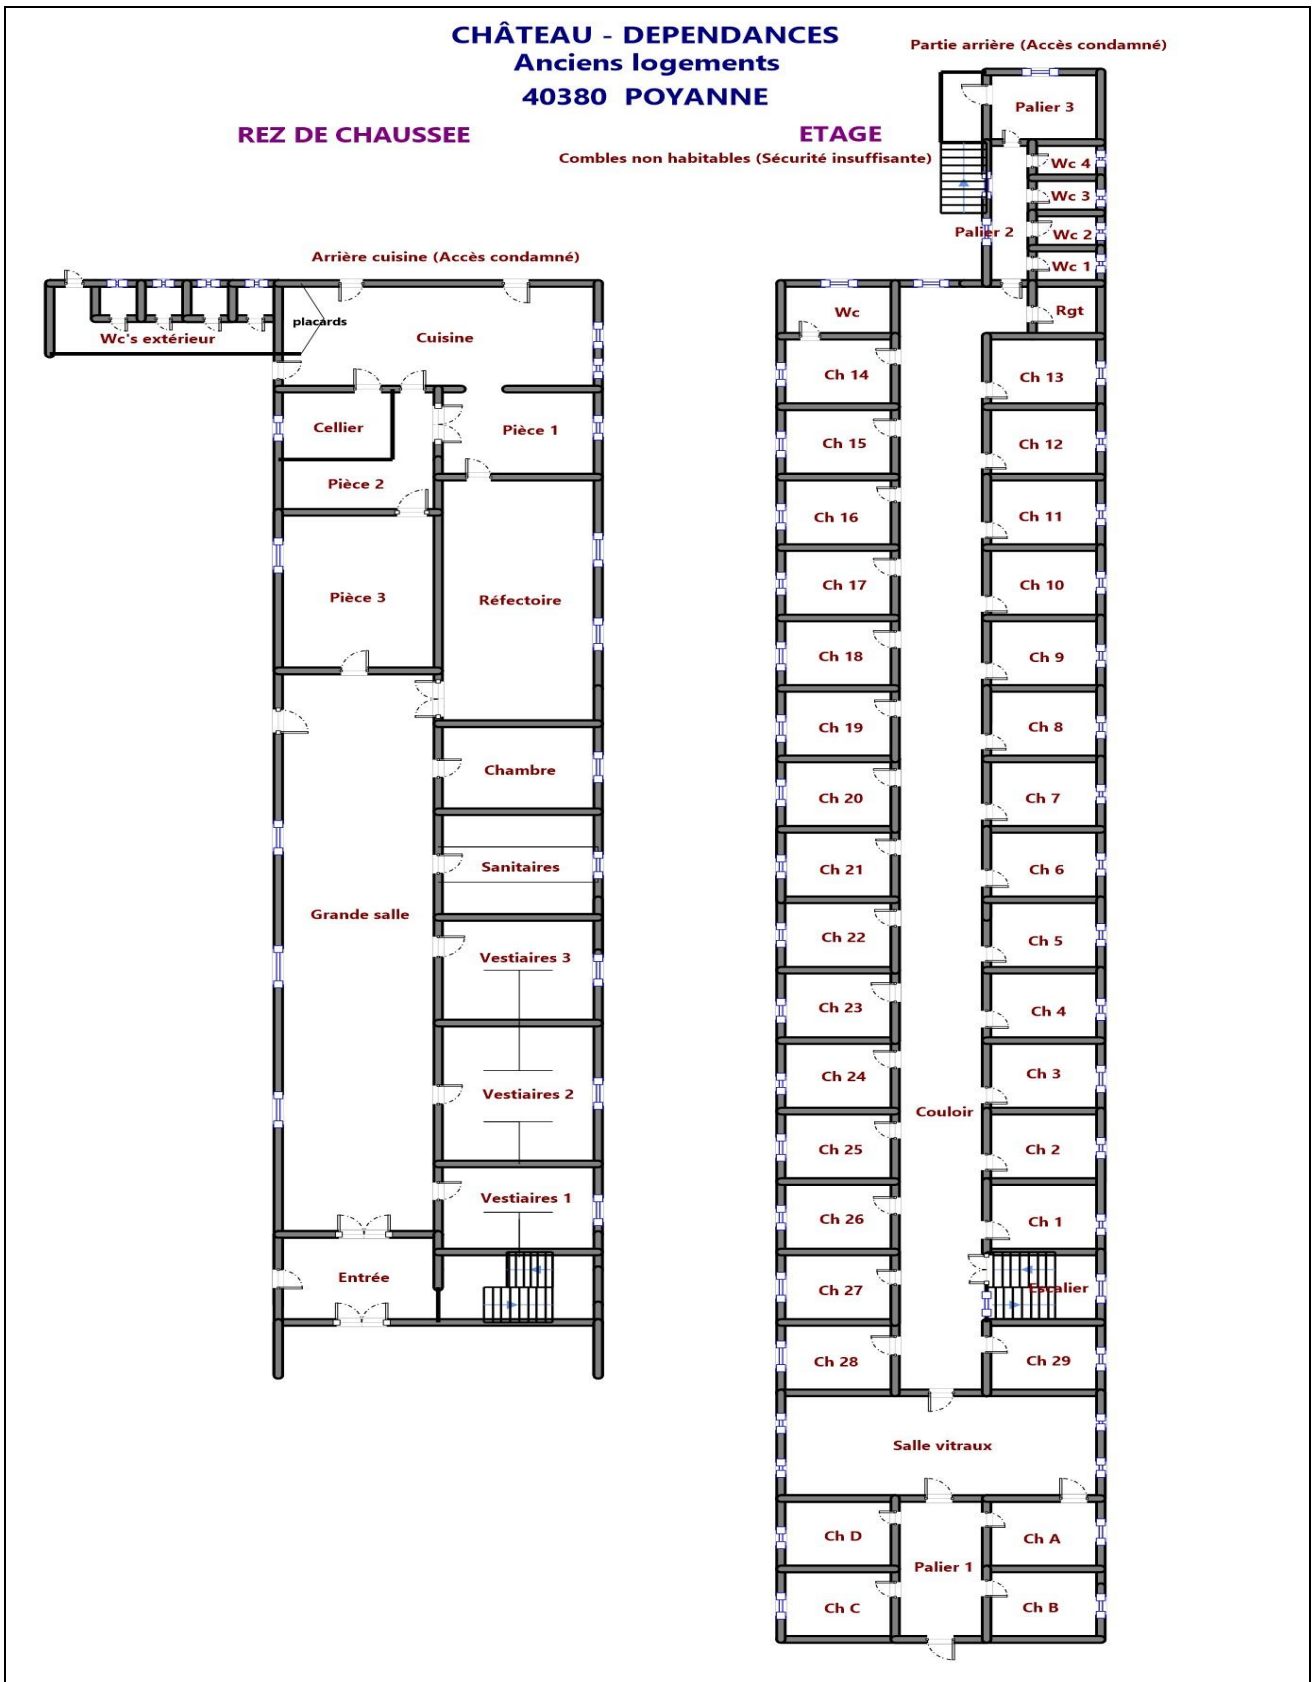 CHÂTEAU - DEPENDANCES
Anciens logements
40380 POYANNE
REZ DE CHAUSSEE
Arrière cuisine (Accès condamné)
placards
Wc's extérieur
Cuisine
Cellier
Pièce 1
Pièce 2
Pièce 3
Réfectoire
Chambre
Sanitaires
Grande salle
Vestiaires 3
Vestiaires 2
Vestiaires 1
Entrée
ETAGE
Partie arrière (Accès condamné)
Combles non habitables (Sécurité insuffisante)
Palier 3
Wc 4
Wc 3
Palier 2
Wc 2
Wc 1
Wc
Rgt
Ch 14
Ch 13
Ch 15
Ch 12
Ch 16
Ch 11
Ch 17
Ch 10
Ch 18
Ch 9
Ch 19
Ch 8
Ch 20
Ch 7
Ch 21
Ch 6
Ch 22
Ch 5
Ch 23
Ch 4
Ch 24
Ch 3
Couloir
Ch 25
Ch 2
Ch 26
Ch 1
Ch 27
Escalier
Ch 28
Ch 29
Salle vitraux
Ch D
Ch A
Palier 1
Ch C
Ch B